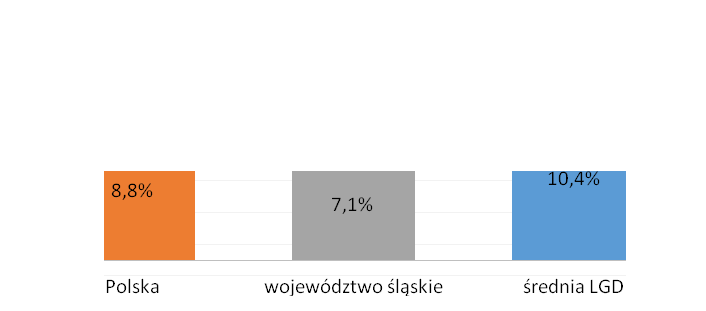 8,8%
7,1%
10,4%
Polska
województwo śląskie
średnia LGD